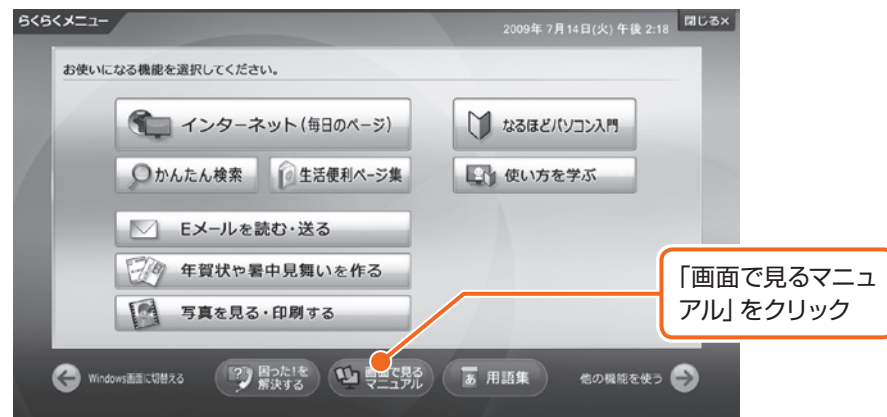 らくらくメニュー
2009年 7月14日(火) 午後 2:18
閉じる×
お使いになる機能を選択してください。
インターネット(毎日のページ)
なるほどパソコン入門
かんたん検索
生活便利ページ集
使い方を学ぶ
Eメールを読む・送る
年賀状や暑中見舞いを作る
写真を見る・印刷する
「画面で見るマニュ
アル」をクリック
Windows画面に切替える
困った!を
解決する
画面で見る
マニュアル
あ 用語集
他の機能を使う